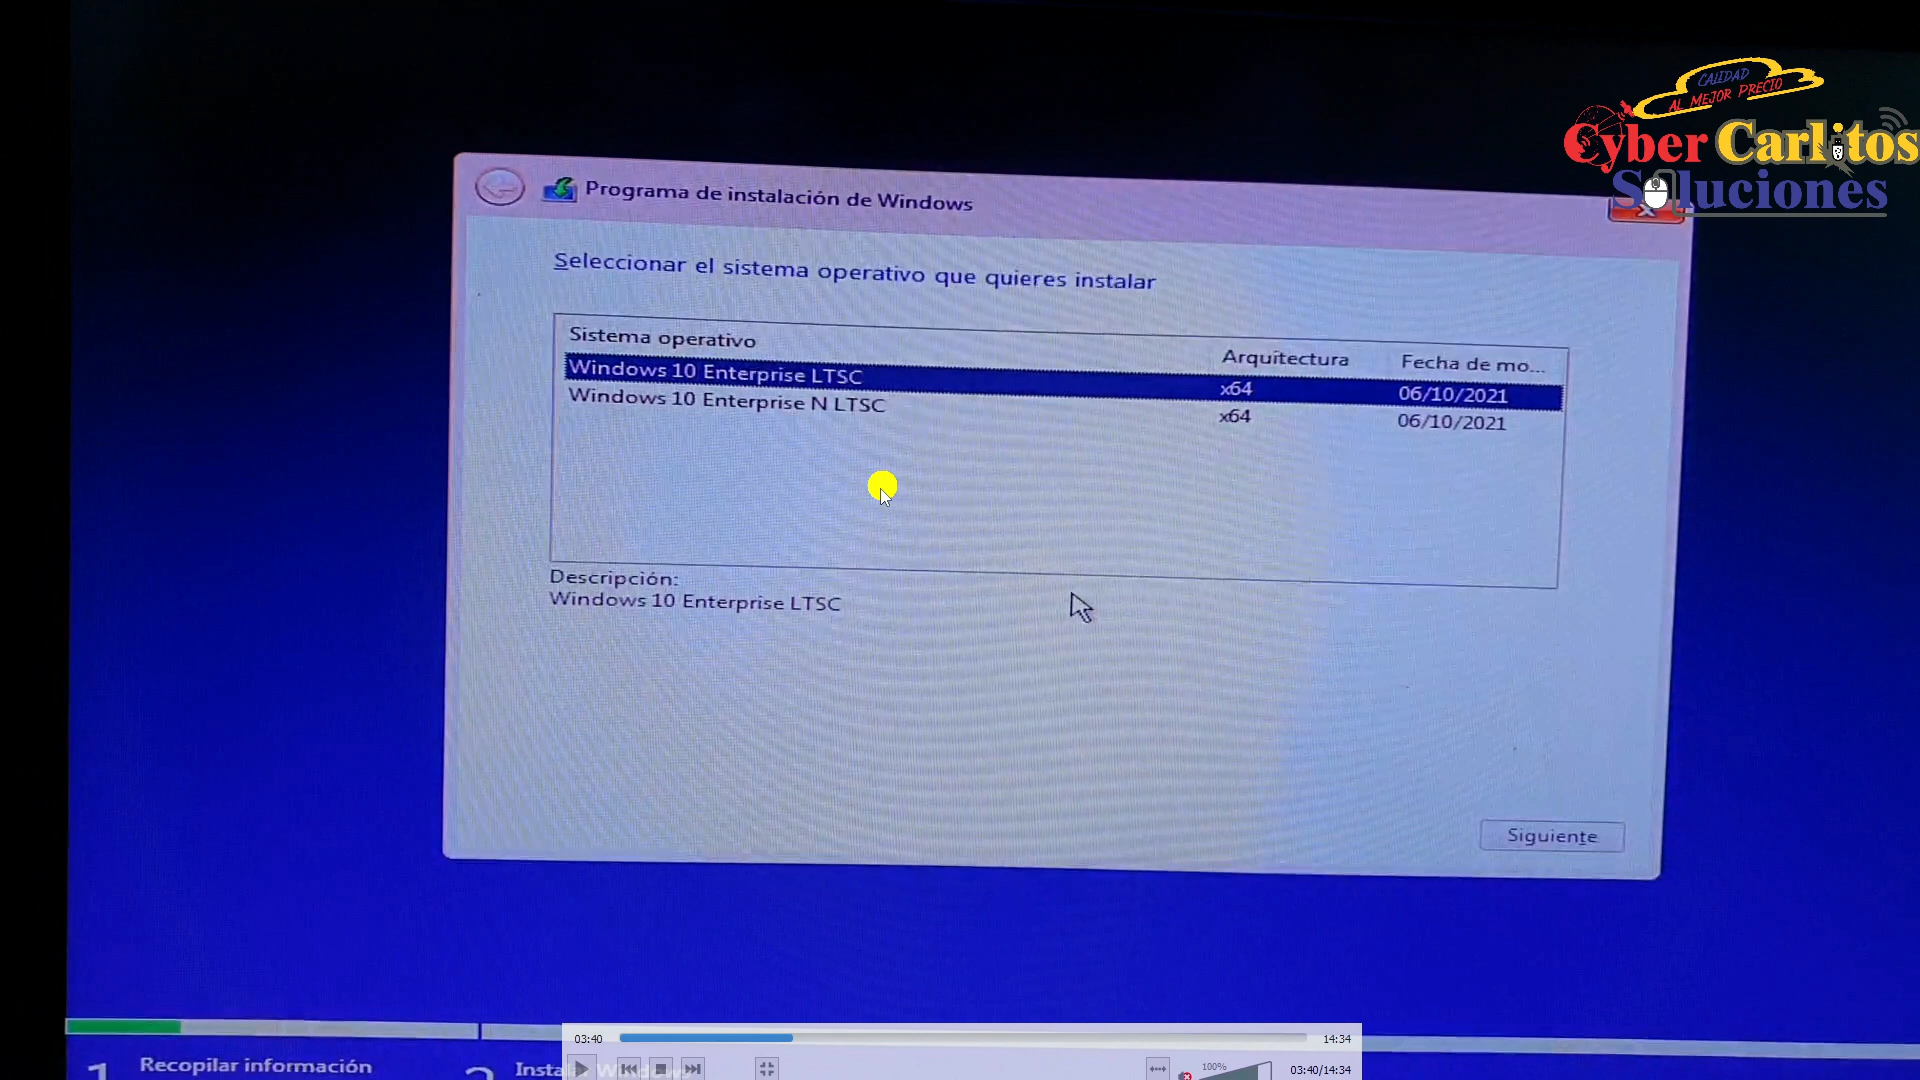 CALIDAD
AL MEJOR PRECIO
Cyber Carlitos
Soluciones
Programa de instalación de Windows
Seleccionar el sistema operativo que quieres instalar
Sistema operativo Arquitectura Fecha de mo...
Windows 10 Enterprise LTSC x64 06/10/2021
Windows 10 Enterprise N LTSC x64 06/10/2021
Descripción:
Windows 10 Enterprise LTSC
Siguiente
03:40 14:34
1 Recopilar información
2
100%
03:40/14:34